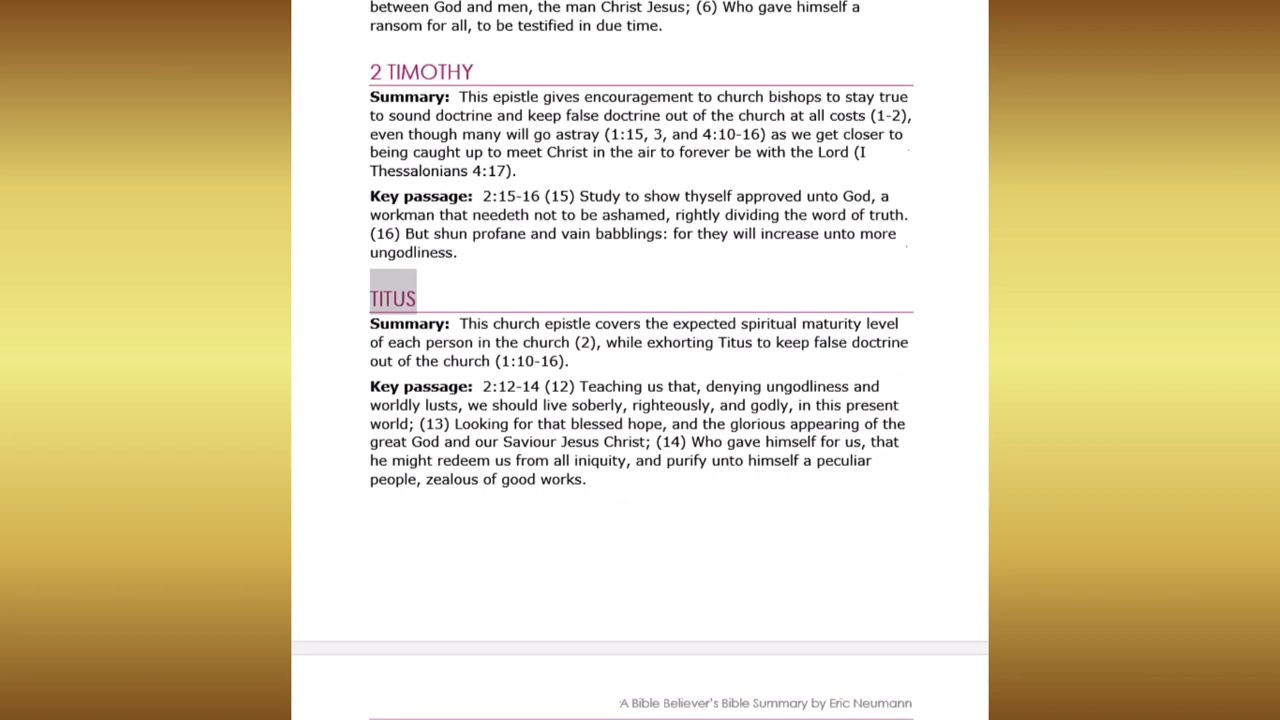 between God and men, the man Christ Jesus; (6) Who gave himself a
ransom for all, to be testified in due time.
2 TIMOTHY
Summary: This epistle gives encouragement to church bishops to stay true
to sound doctrine and keep false doctrine out of the church at all costs (1-2),
even though many will go astray (1:15, 3, and 4:10-16) as we get closer to
being caught up to meet Christ in the air to forever be with the Lord (I
Thessalonians 4:17).
Key passage: 2:15-16 (15) Study to show thyself approved unto God, a
workman that needeth not to be ashamed, rightly dividing the word of truth.
(16) But shun profane and vain babblings: for they will increase unto more
ungodliness.
TITUS
Summary: This church epistle covers the expected spiritual maturity level
of each person in the church (2), while exhorting Titus to keep false doctrine
out of the church (1:10-16).
Key passage: 2:12-14 (12) Teaching us that, denying ungodliness and
worldly lusts, we should live soberly, righteously, and godly, in this present
world; (13) Looking for that blessed hope, and the glorious appearing of the
great God and our Saviour Jesus Christ; (14) Who gave himself for us, that
he might redeem us from all iniquity, and purify unto himself a peculiar
people, zealous of good works.
A Bible Believer's Bible Summary by Eric Neumann